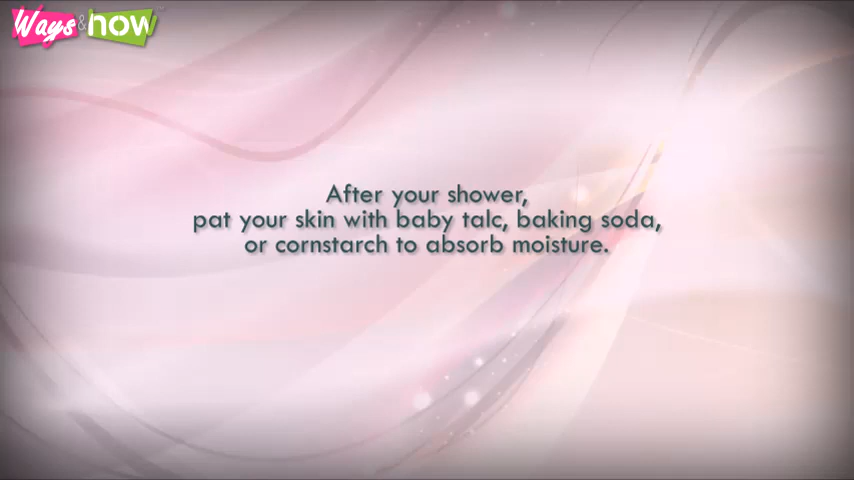 Ways & how
After your shower,
pat your skin with baby talc, baking soda,
or cornstarch to absorb moisture.